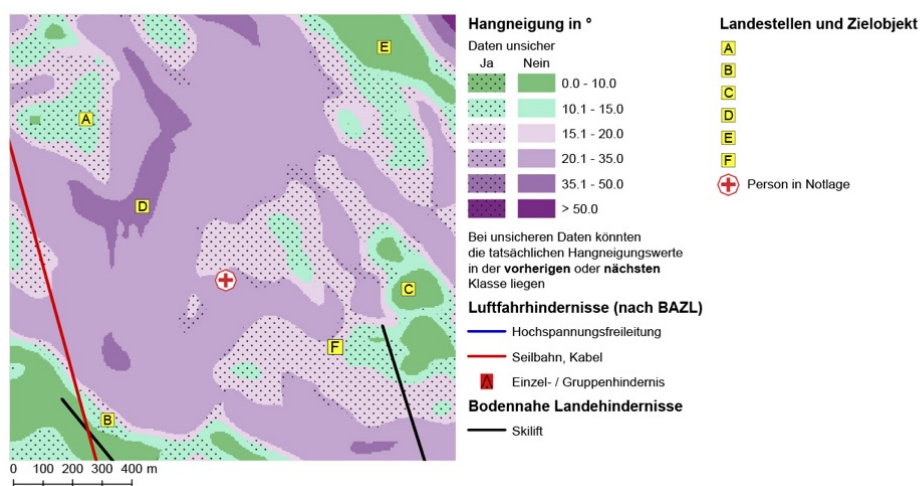 A
E
D
C
F
B
0 100 200 300 400 m
Hangneigung in °
Daten unsicher
Ja Nein
0.0 - 10.0
10.1 - 15.0
15.1 - 20.0
20.1 - 35.0
35.1 - 50.0
> 50.0
Bei unsicheren Daten könnten
die tatsächlichen Hangneigungswerte
in der vorherigen oder nächsten
Klasse liegen
Luftfahrhindernisse (nach BAZL)
Hochspannungsfreileitung
Seilbahn, Kabel
Einzel- / Gruppenhindernis
Bodennahe Landehindernisse
Skilift
Landestellen und Zielobjekt
A
B
C
D
E
F
Person in Notlage